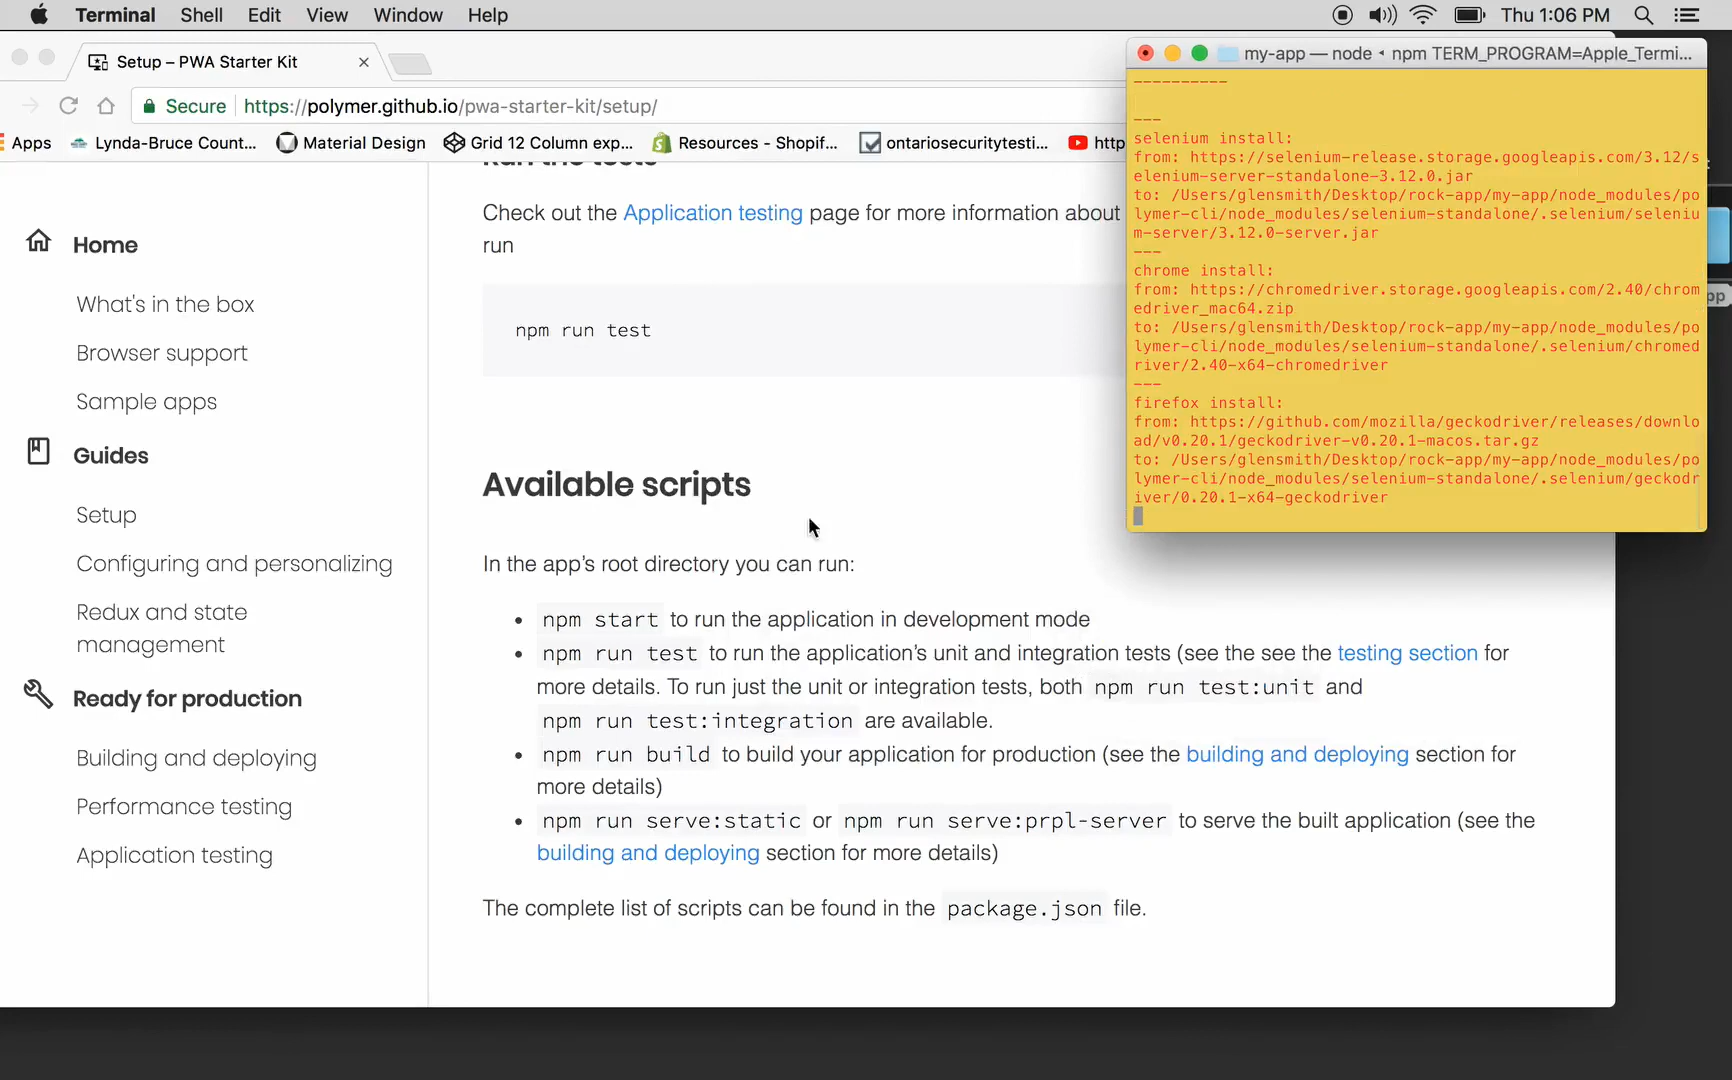 Terminal Shell Edit View Window Help Thu 1:06 PM
Setup – PWA Starter Kit
my-app — node ◂ npm TERM_PROGRAM=Apple_Termi...
Secure https://polymer.github.io/pwa-starter-kit/setup/
Apps Lynda-Bruce Count... Material Design Grid 12 Column exp... Resources - Shopif... ontariosecuritytesti... http
Home
What's in the box
Browser support
Sample apps
Guides
Setup
Configuring and personalizing
Redux and state
management
Ready for production
Building and deploying
Performance testing
Application testing
Run the tests
Check out the Application testing page for more information about
run
npm run test
Available scripts
In the app's root directory you can run:
• npm start to run the application in development mode
• npm run test to run the application's unit and integration tests (see the see the testing section for
more details. To run just the unit or integration tests, both npm run test:unit and
npm run test:integration are available.
• npm run build to build your application for production (see the building and deploying section for
more details)
• npm run serve:static or npm run serve:prpl-server to serve the built application (see the
building and deploying section for more details)
The complete list of scripts can be found in the package.json file.
----------
---
selenium install:
from: https://selenium-release.storage.googleapis.com/3.12/s
elenium-server-standalone-3.12.0.jar
to: /Users/glensmith/Desktop/rock-app/my-app/node_modules/po
lymer-cli/node_modules/selenium-standalone/.selenium/seleniu
m-server/3.12.0-server.jar
---
chrome install:
from: https://chromedriver.storage.googleapis.com/2.40/chrom
edriver_mac64.zip
to: /Users/glensmith/Desktop/rock-app/my-app/node_modules/po
lymer-cli/node_modules/selenium-standalone/.selenium/chromed
river/2.40-x64-chromedriver
---
firefox install:
from: https://github.com/mozilla/geckodriver/releases/downlo
ad/v0.20.1/geckodriver-v0.20.1-macos.tar.gz
to: /Users/glensmith/Desktop/rock-app/my-app/node_modules/po
lymer-cli/node_modules/selenium-standalone/.selenium/geckodr
iver/0.20.1-x64-geckodriver
pp